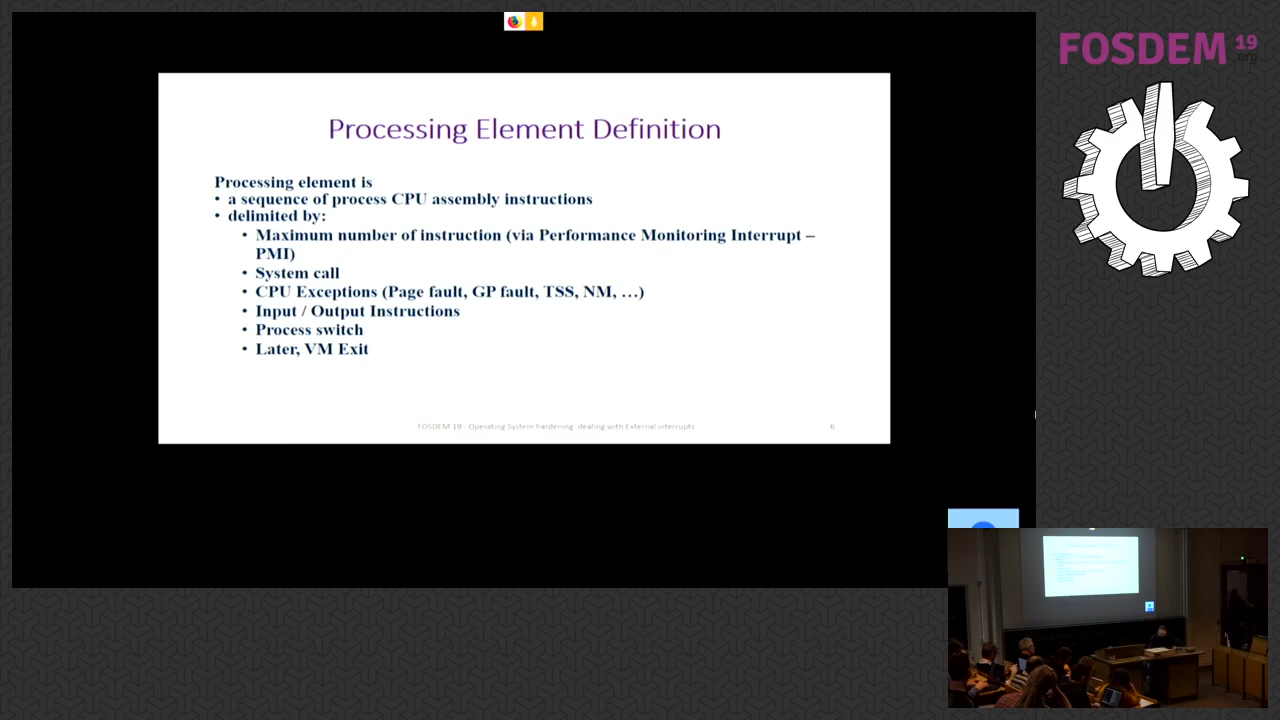 FOSDEM 19
.org
Processing Element Definition
Processing element is
• a sequence of process CPU assembly instructions
• delimited by:
• Maximum number of instruction (via Performance Monitoring Interrupt –
PMI)
• System call
• CPU Exceptions (Page fault, GP fault, TSS, NM, …)
• Input / Output Instructions
• Process switch
• Later, VM Exit
FOSDEM 19 - Operating System hardening dealing with External interrupts
6